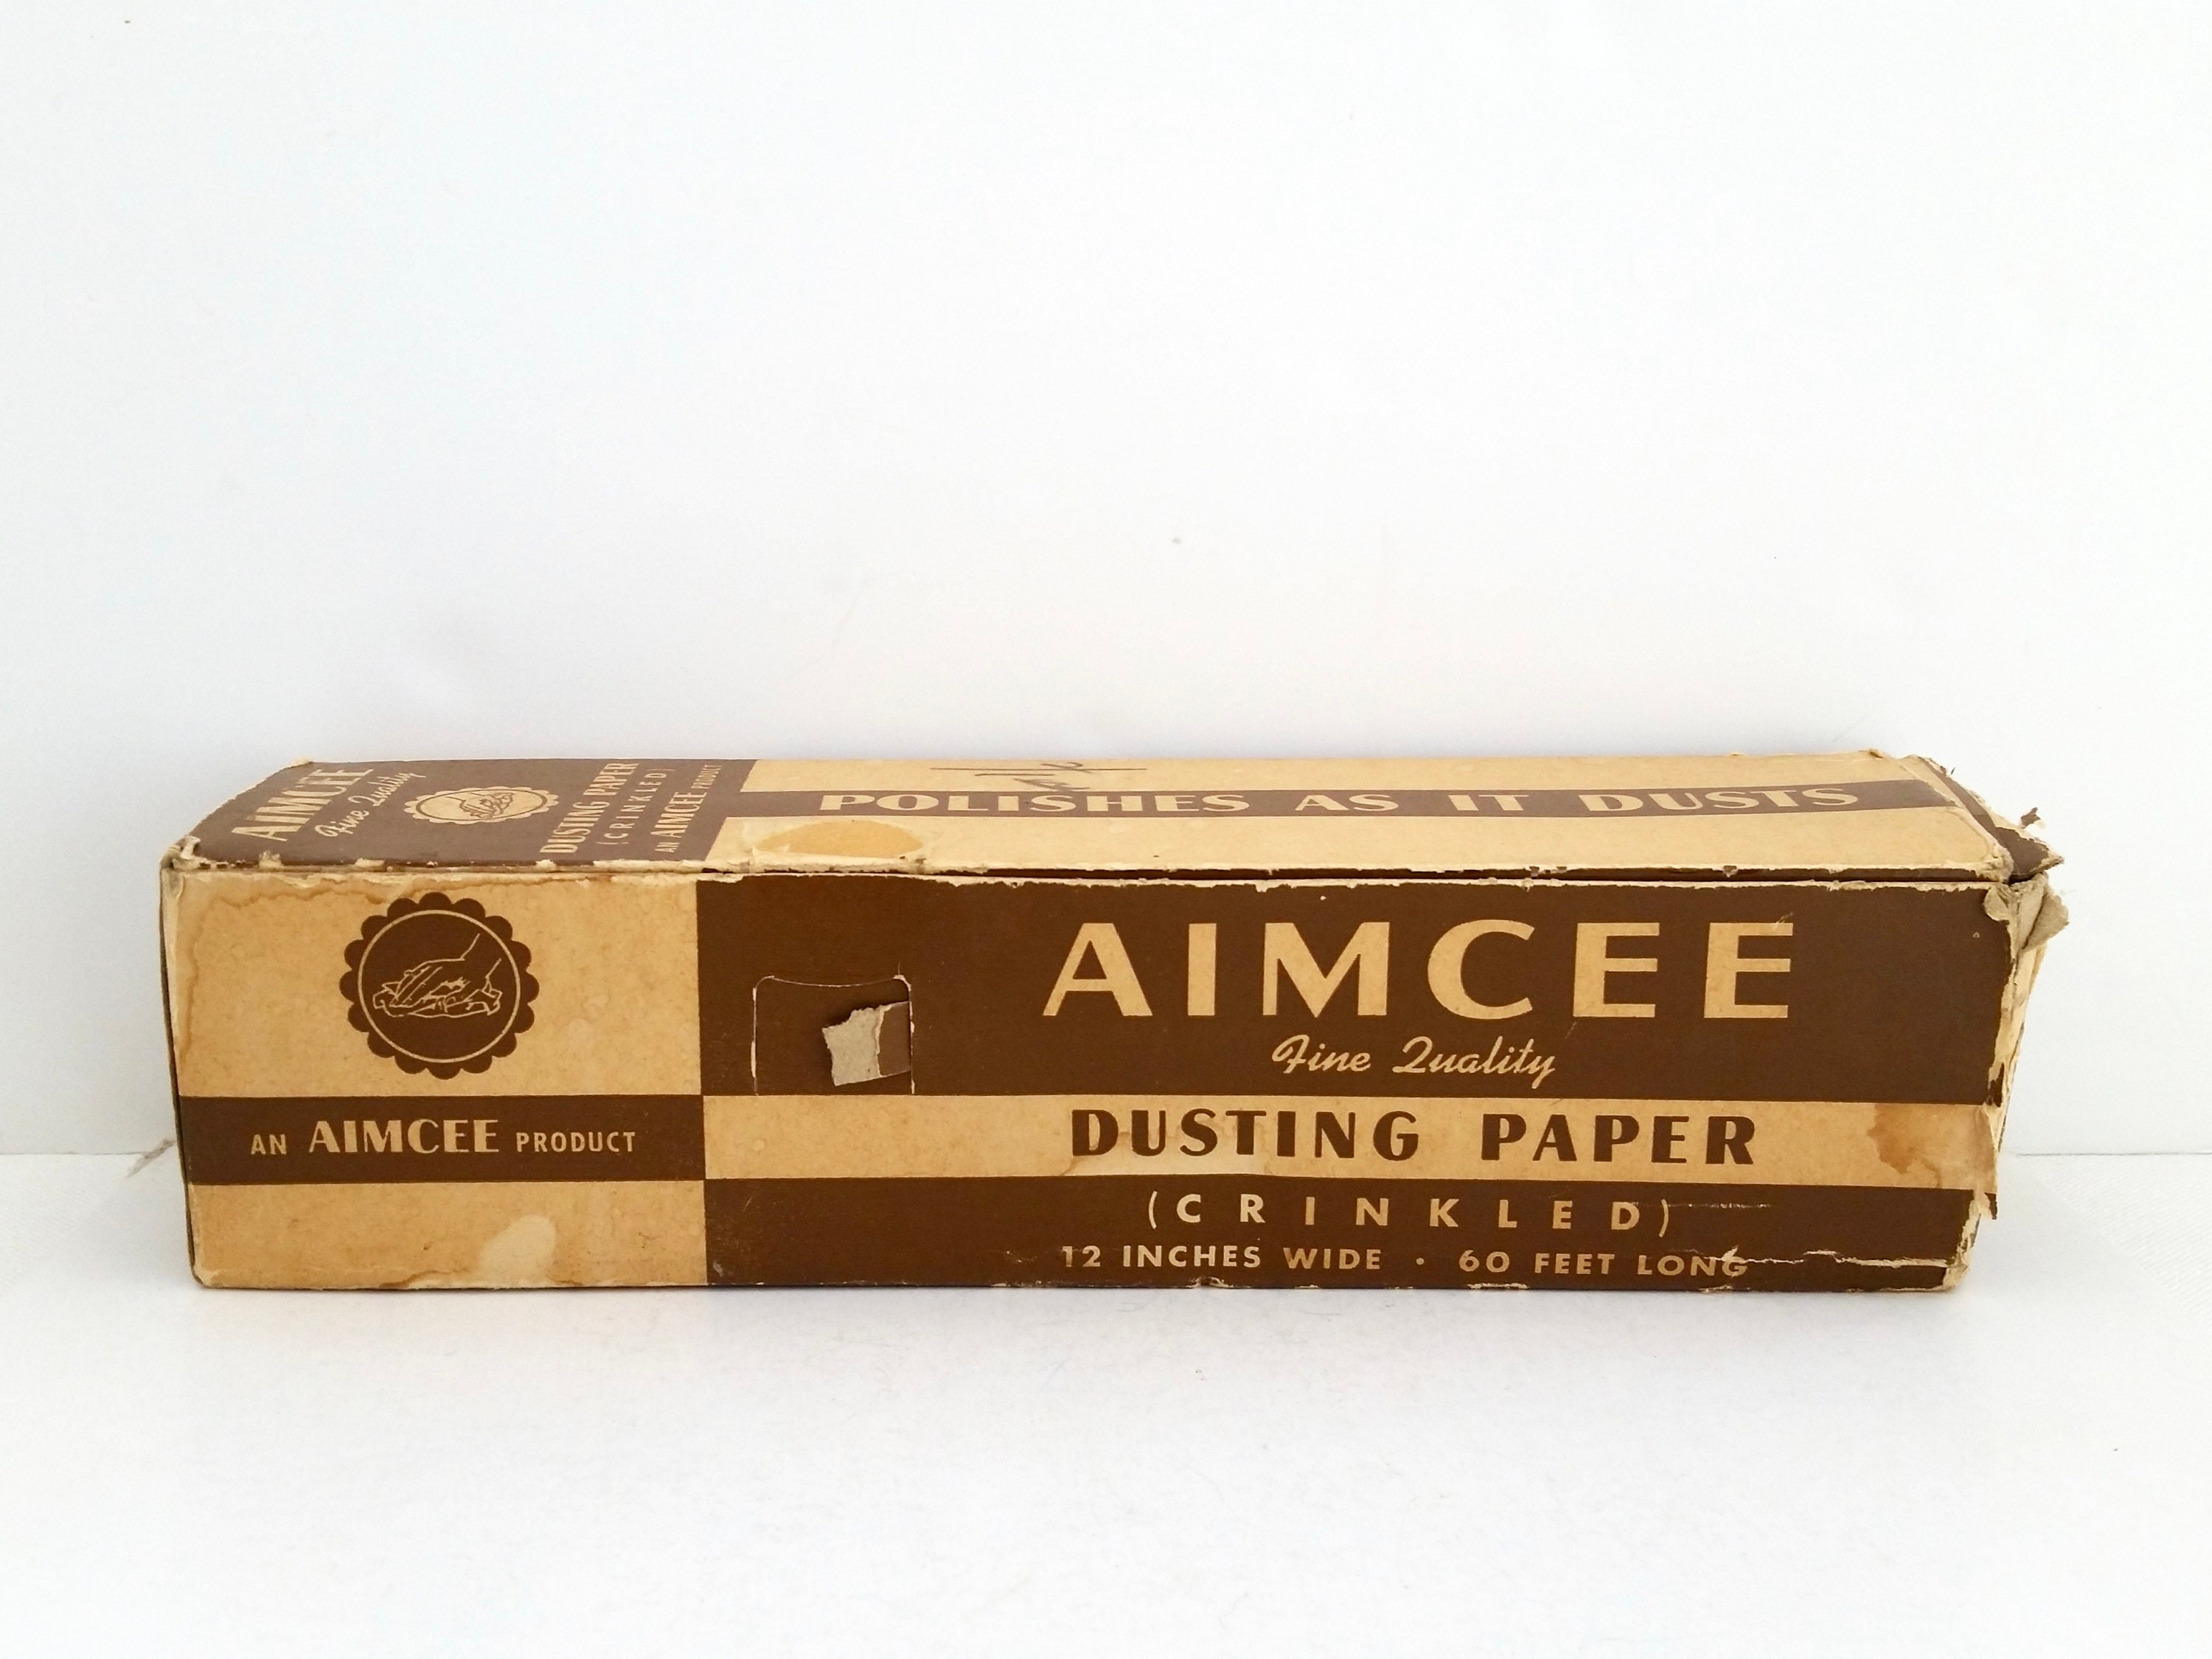 AIMCEE
Fine Quality
DUSTING PAPER
(CRINKLED)
AN AIMCEE PRODUCT
POLISHES AS IT DUSTS
AN AIMCEE PRODUCT
AIMCEE
Fine Quality
DUSTING PAPER
(CRINKLED)
12 INCHES WIDE · 60 FEET LONG